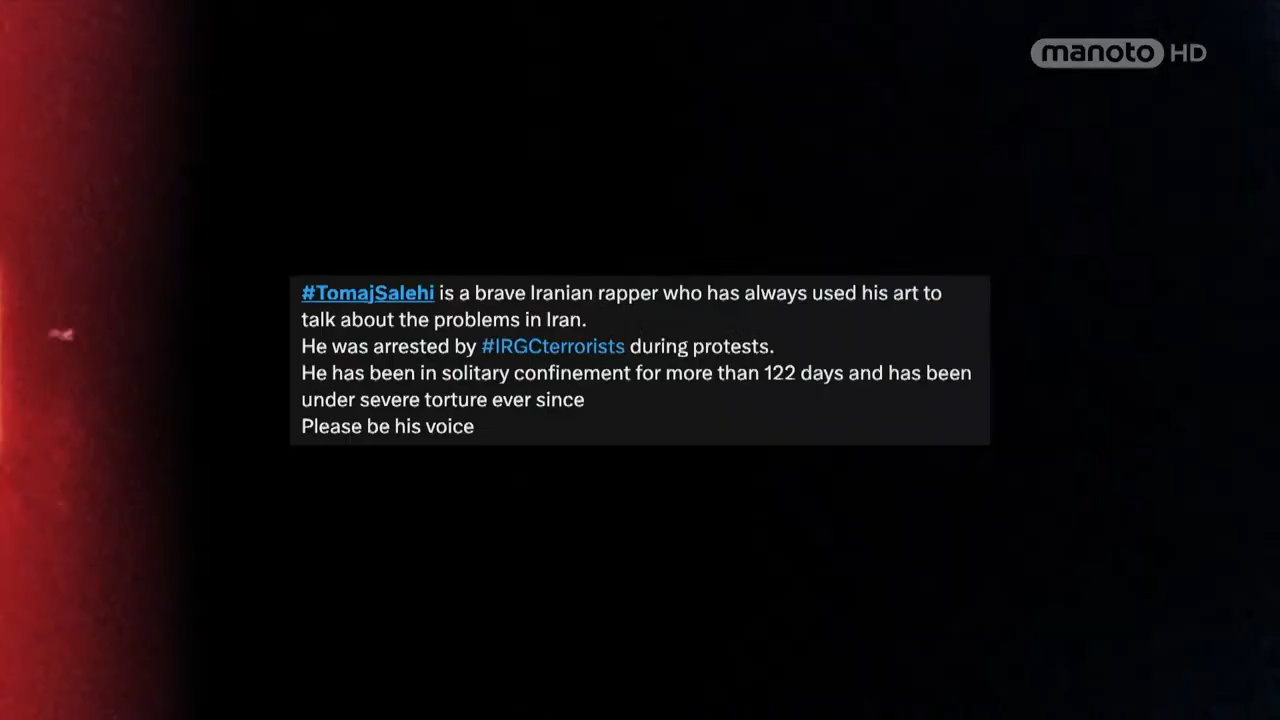 manoto HD
#TomajSalehi is a brave Iranian rapper who has always used his art to
talk about the problems in Iran.
He was arrested by #IRGCterrorists during protests.
He has been in solitary confinement for more than 122 days and has been
under severe torture ever since
Please be his voice